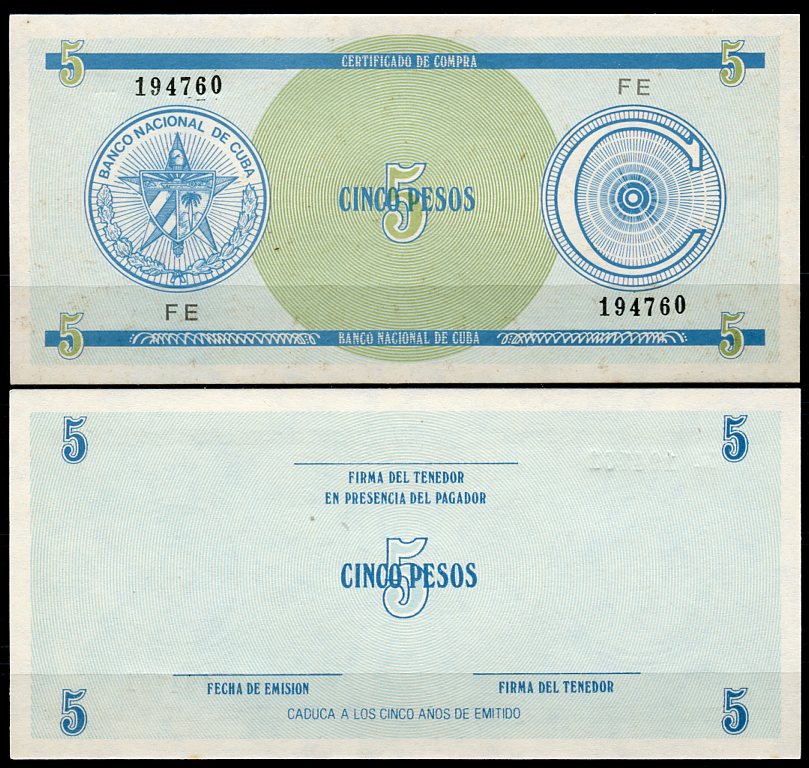 5 5
CERTIFICADO DE COMPRA
194760
FE
BANCO NACIONAL DE CUBA
C
5
CINCO PESOS
FE
194760
5 5
BANCO NACIONAL DE CUBA
5 5
FIRMA DEL TENEDOR
EN PRESENCIA DEL PAGADOR
5
CINCO PESOS
FECHA DE EMISION
FIRMA DEL TENEDOR
5 5
CADUCA A LOS CINCO AÑOS DE EMITIDO